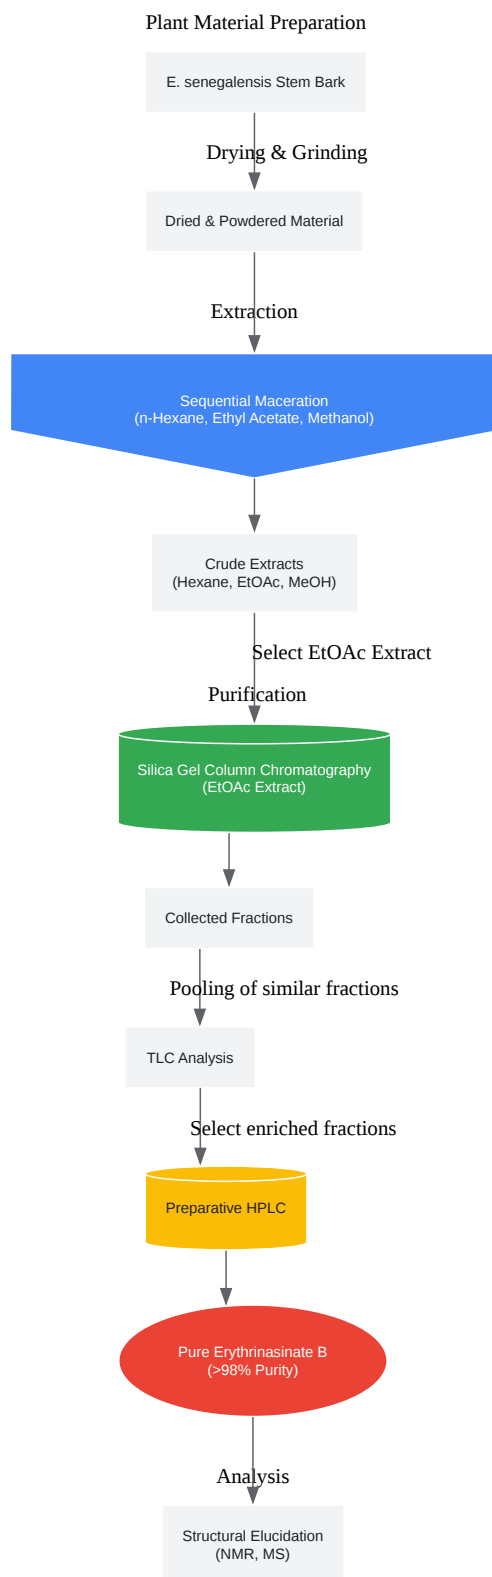 Plant Material Preparation
E. senegalensis Stem Bark
Drying & Grinding
Dried & Powdered Material
Extraction
Sequential Maceration
(n-Hexane, Ethyl Acetate, Methanol)
Crude Extracts
(Hexane, EtOAc, MeOH)
Select EtOAc Extract
Purification
Silica Gel Column Chromatography
(EtOAc Extract)
Collected Fractions
Pooling of similar fractions
TLC Analysis
Select enriched fractions
Preparative HPLC
Pure Erythrinasinate B
(>98% Purity)
Analysis
Structural Elucidation
(NMR, MS)